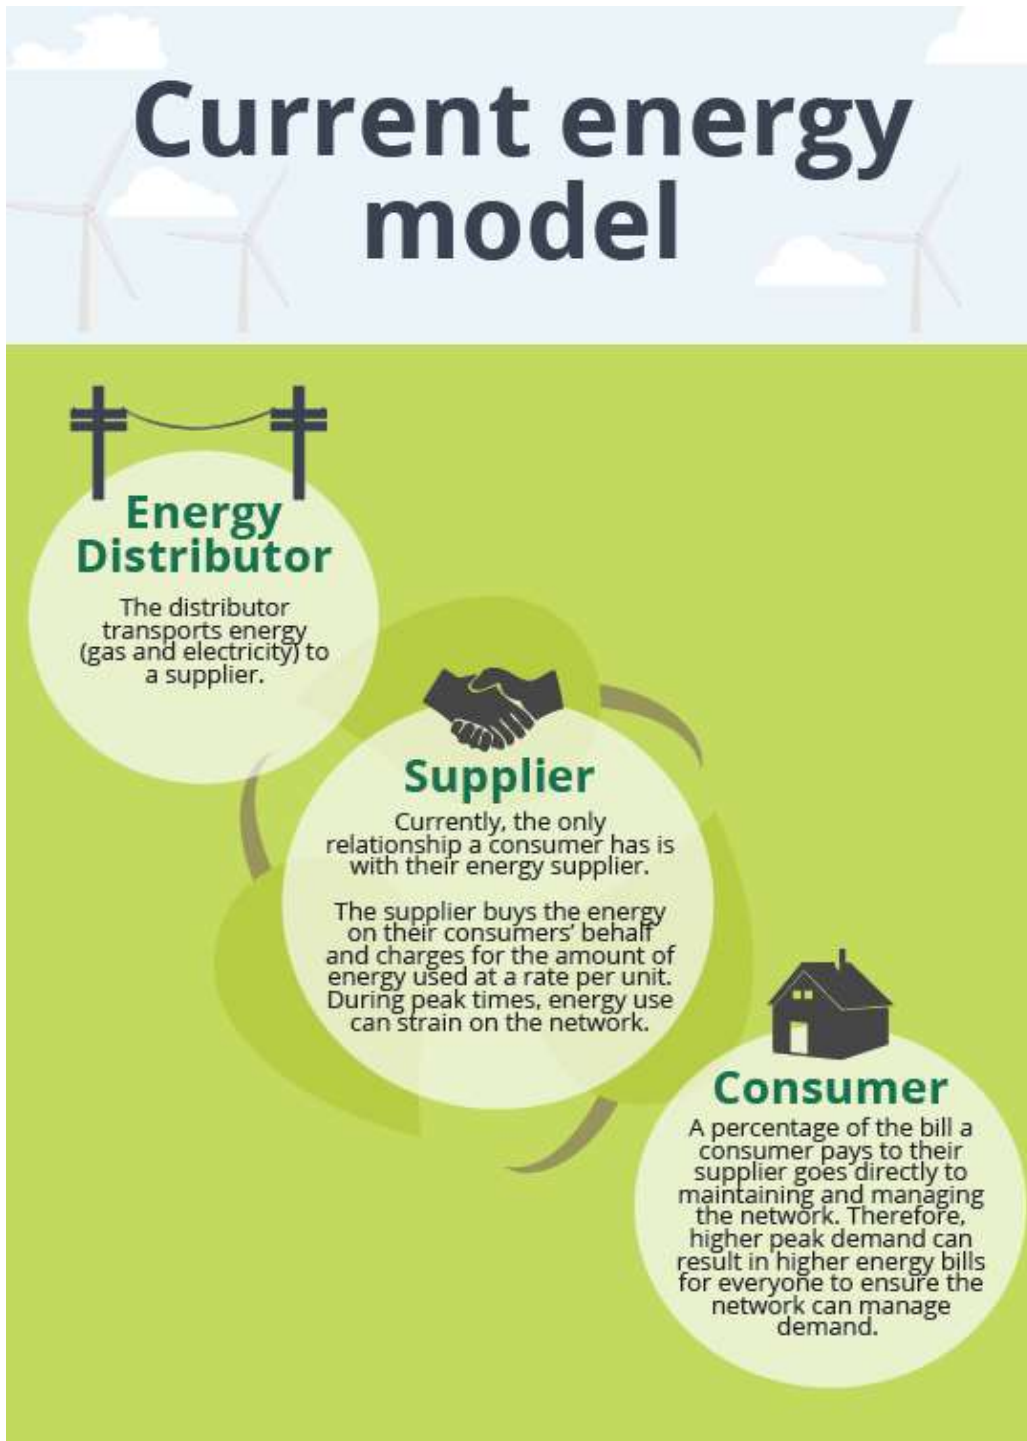 Current energy
model
Energy
Distributor
The distributor
transports energy
(gas and electricity) to
a supplier.
Supplier
Currently, the only
relationship a consumer has is
with their energy supplier.
The supplier buys the energy
on their consumers' behalf
and charges for the amount of
energy used at a rate per unit.
During peak times, energy use
can strain on the network.
Consumer
A percentage of the bill a
consumer pays to their
supplier goes directly to
maintaining and managing
the network. Therefore,
higher peak demand can
result in higher energy bills
for everyone to ensure the
network can manage
demand.